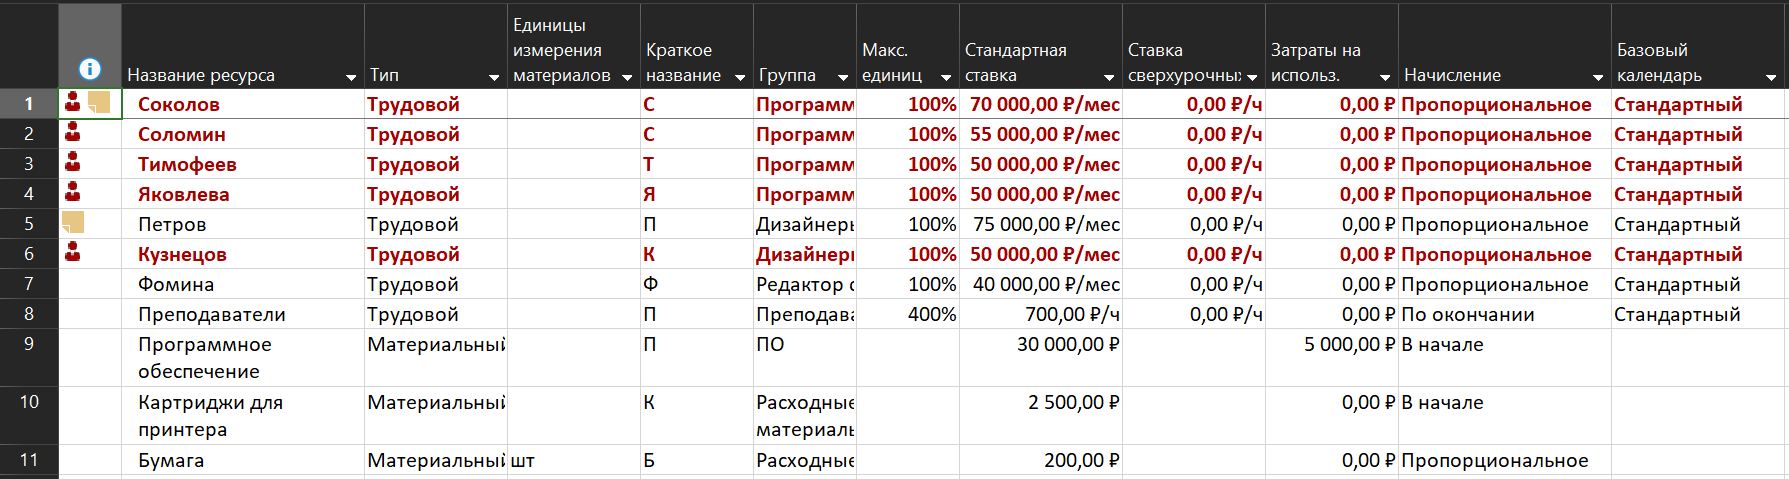 Название ресурса Тип Единицы измерения материалов Краткое название Группа Макс. единиц Стандартная ставка Ставка сверхурочны Затраты на использ. Начисление Базовый календарь
1 Соколов Трудовой С Программ 100% 70 000,00 ₽/мес 0,00 ₽/ч 0,00 ₽ Пропорциональное Стандартный
2 Соломин Трудовой С Программ 100% 55 000,00 ₽/мес 0,00 ₽/ч 0,00 ₽ Пропорциональное Стандартный
3 Тимофеев Трудовой Т Программ 100% 50 000,00 ₽/мес 0,00 ₽/ч 0,00 ₽ Пропорциональное Стандартный
4 Яковлева Трудовой Я Программ 100% 50 000,00 ₽/мес 0,00 ₽/ч 0,00 ₽ Пропорциональное Стандартный
5 Петров Трудовой П Дизайнеры 100% 75 000,00 ₽/мес 0,00 ₽/ч 0,00 ₽ Пропорциональное Стандартный
6 Кузнецов Трудовой К Дизайнеры 100% 50 000,00 ₽/мес 0,00 ₽/ч 0,00 ₽ Пропорциональное Стандартный
7 Фомина Трудовой Ф Редактор с 100% 40 000,00 ₽/мес 0,00 ₽/ч 0,00 ₽ Пропорциональное Стандартный
8 Преподаватели Трудовой П Преподава 400% 700,00 ₽/ч 0,00 ₽/ч 0,00 ₽ По окончании Стандартный
9 Программное обеспечение Материальный П ПО 30 000,00 ₽ 5 000,00 ₽ В начале
10 Картриджи для принтера Материальный К Расходные материаль 2 500,00 ₽ 0,00 ₽ В начале
11 Бумага Материальный шт Б Расходные 200,00 ₽ 0,00 ₽ Пропорциональное